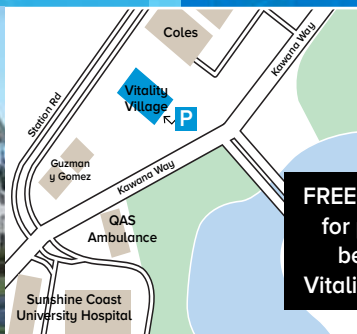 Coles
Kawana Way
Vitality
Village
P
Station Rd
Guzman
y Gomez
Kawana Way
QAS
Ambulance
FREE
for
be
Vitali
Sunshine Coast
University Hospital